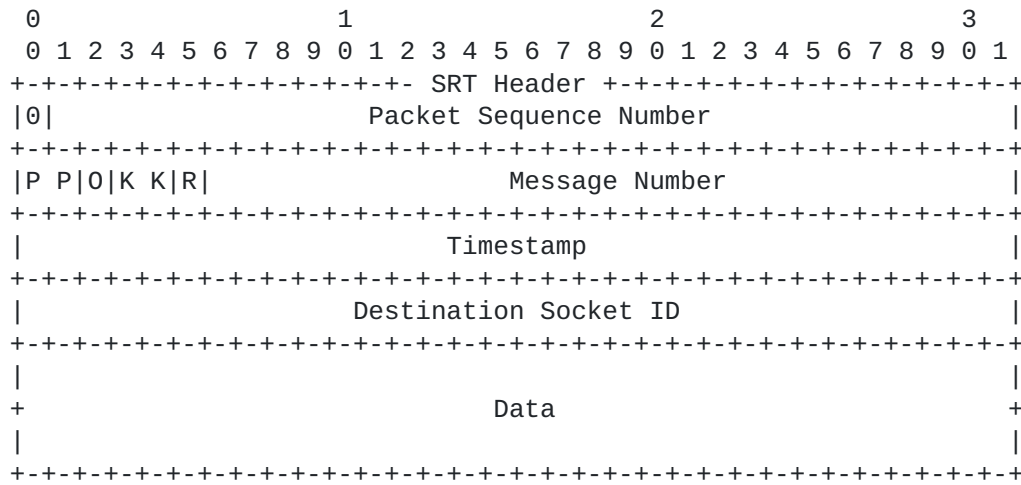 0                   1                   2                   3
 0 1 2 3 4 5 6 7 8 9 0 1 2 3 4 5 6 7 8 9 0 1 2 3 4 5 6 7 8 9 0 1
+-+-+-+-+-+-+-+-+-+-+-+-+- SRT Header +-+-+-+-+-+-+-+-+-+-+-+-+-+
|0|                    Packet Sequence Number                   |
+-+-+-+-+-+-+-+-+-+-+-+-+-+-+-+-+-+-+-+-+-+-+-+-+-+-+-+-+-+-+-+-+
|P P|O|K K|R|                   Message Number                  |
+-+-+-+-+-+-+-+-+-+-+-+-+-+-+-+-+-+-+-+-+-+-+-+-+-+-+-+-+-+-+-+-+
|                           Timestamp                           |
+-+-+-+-+-+-+-+-+-+-+-+-+-+-+-+-+-+-+-+-+-+-+-+-+-+-+-+-+-+-+-+-+
|                     Destination Socket ID                     |
+-+-+-+-+-+-+-+-+-+-+-+-+-+-+-+-+-+-+-+-+-+-+-+-+-+-+-+-+-+-+-+-+
|                                                               |
+                              Data                             +
|                                                               |
+-+-+-+-+-+-+-+-+-+-+-+-+-+-+-+-+-+-+-+-+-+-+-+-+-+-+-+-+-+-+-+-+